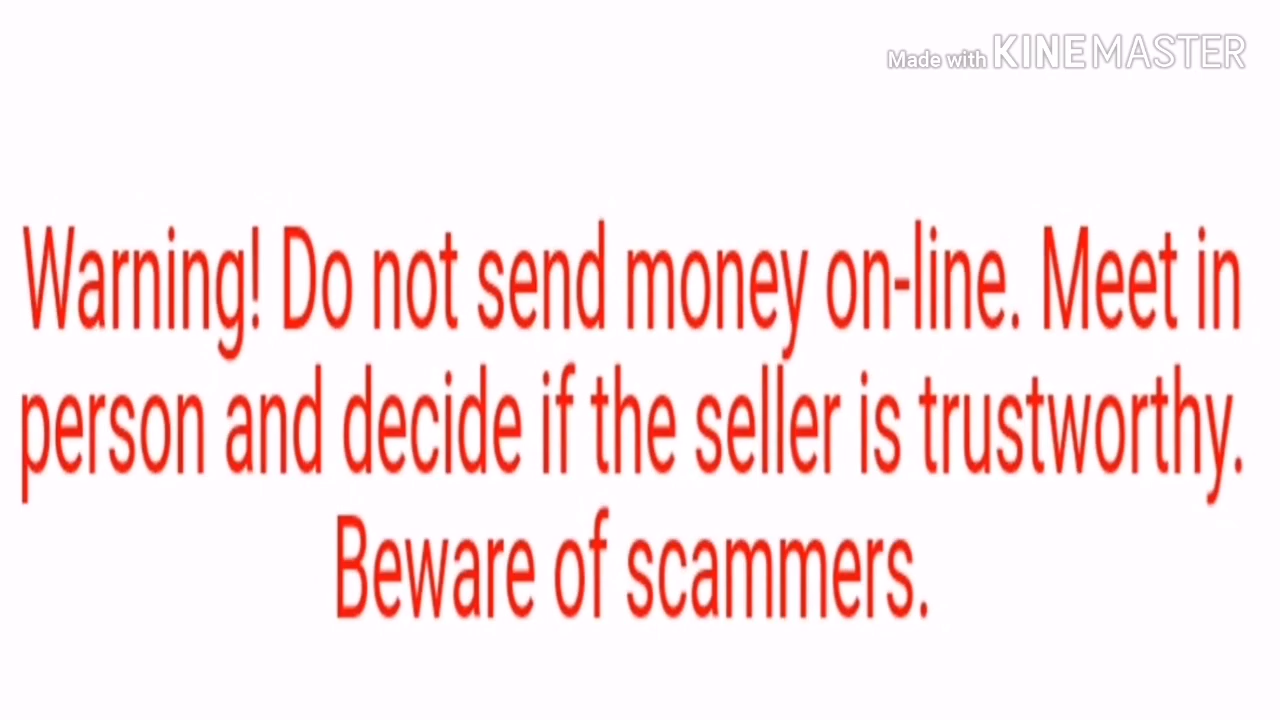 Made with KINEMASTER
Warning! Do not send money on-line. Meet in
person and decide if the seller is trustworthy.
Beware of scammers.